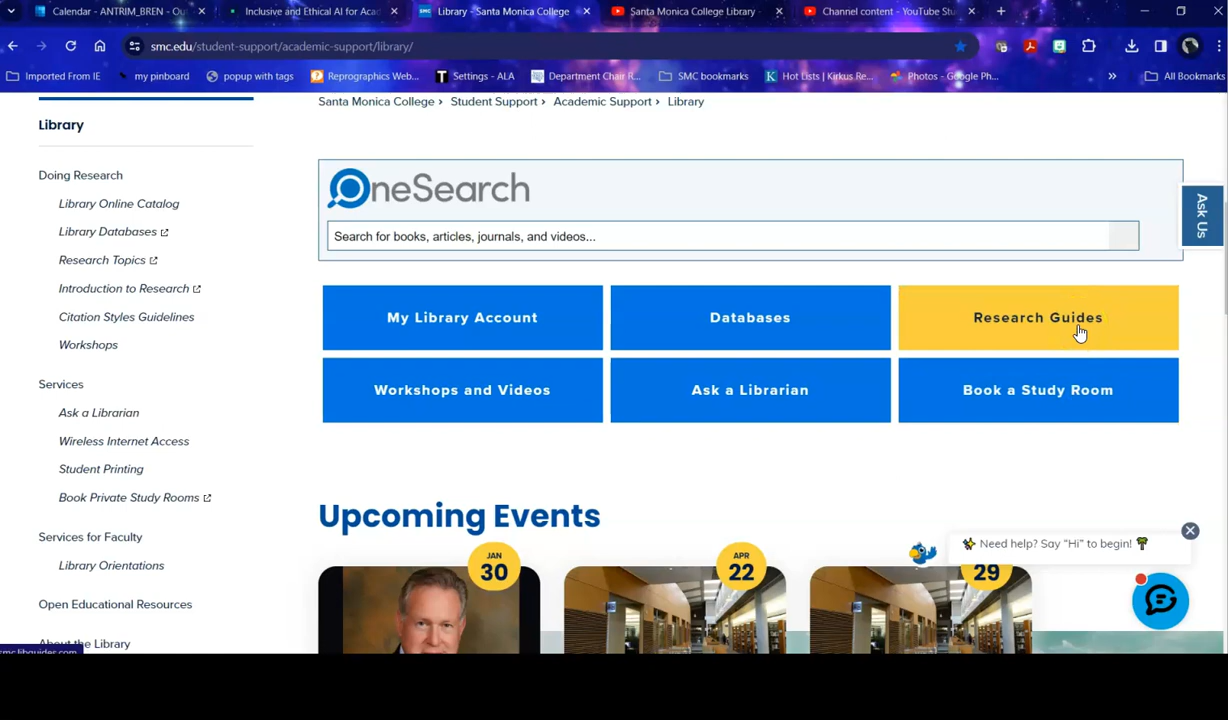 Calendar - ANTRIM_BREN - Ou
Inclusive and Ethical AI for Acad
Library - Santa Monica College
Santa Monica College Library
Channel content - YouTube Stu
smc.edu/student-support/academic-support/library/
Imported From IE
my pinboard
popup with tags
Reprographics Web...
Settings - ALA
Department Chair R...
SMC bookmarks
Hot Lists | Kirkus Re...
Photos - Google Ph...
All Bookmarks
Santa Monica College › Student Support › Academic Support › Library
Library
Doing Research
Library Online Catalog
Library Databases
Research Topics
Introduction to Research
Citation Styles Guidelines
Workshops
Services
Ask a Librarian
Wireless Internet Access
Student Printing
Book Private Study Rooms
Services for Faculty
Library Orientations
Open Educational Resources
About the Library
smc.libguides.com
OneSearch
Search for books, articles, journals, and videos...
My Library Account
Databases
Research Guides
Workshops and Videos
Ask a Librarian
Book a Study Room
Ask Us
Upcoming Events
JAN
30
APR
22
29
Need help? Say "Hi" to begin!